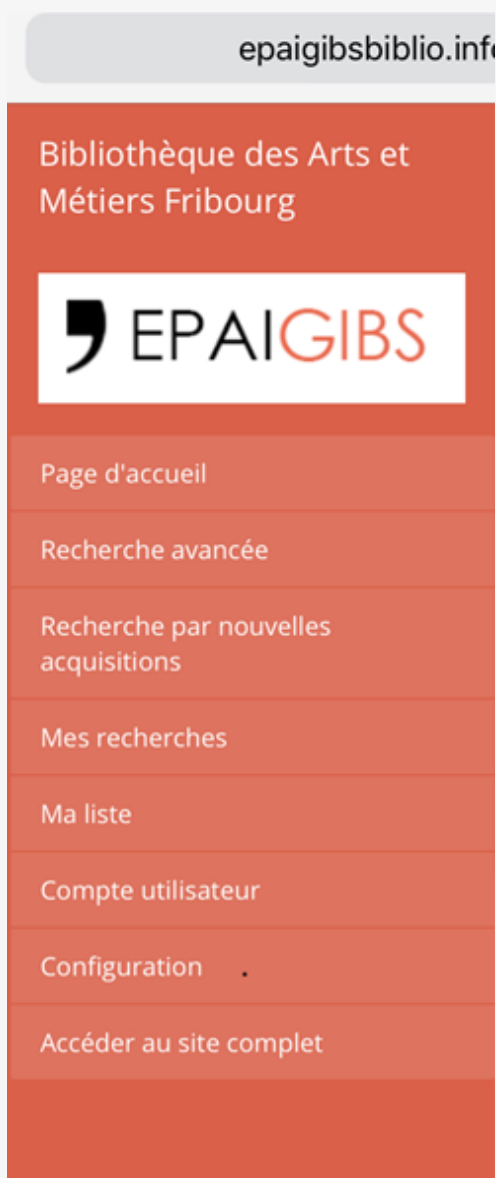 epaigibsbiblio.info
Bibliothèque des Arts et
Métiers Fribourg
EPAIGIBS
Page d'accueil
Recherche avancée
Recherche par nouvelles
acquisitions
Mes recherches
Ma liste
Compte utilisateur
Configuration .
Accéder au site complet